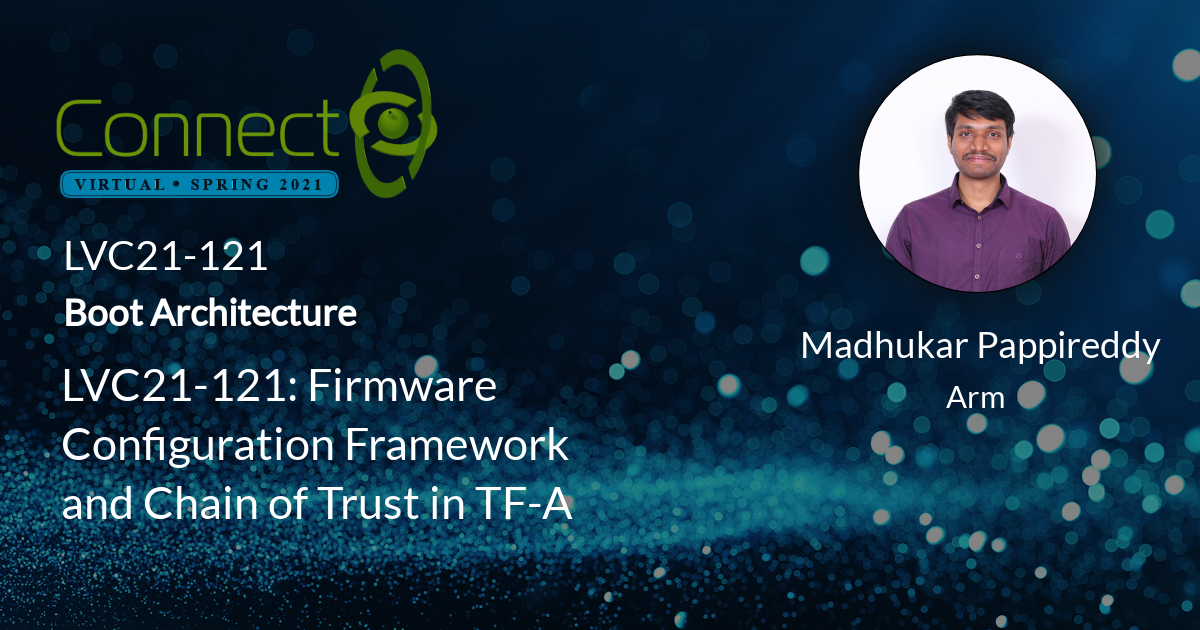 Connect
VIRTUAL • SPRING 2021
LVC21-121
Boot Architecture
LVC21-121: Firmware
Configuration Framework
and Chain of Trust in TF-A
Madhukar Pappireddy
Arm